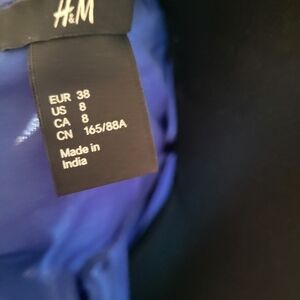 H&M
EUR 38
US 8
CA 8
CN 165/88A
Made in
India